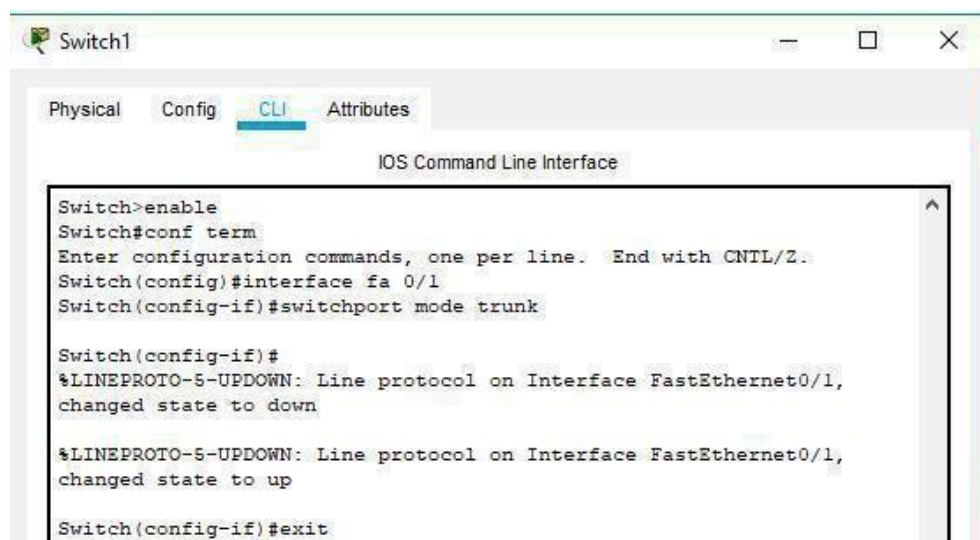 Switch1
Physical Config CLI Attributes
IOS Command Line Interface
Switch>enable
Switch#conf term
Enter configuration commands, one per line.  End with CNTL/Z.
Switch(config)#interface fa 0/1
Switch(config-if)#switchport mode trunk
Switch(config-if)#
%LINEPROTO-5-UPDOWN: Line protocol on Interface FastEthernet0/1,
changed state to down
%LINEPROTO-5-UPDOWN: Line protocol on Interface FastEthernet0/1,
changed state to up
Switch(config-if)#exit